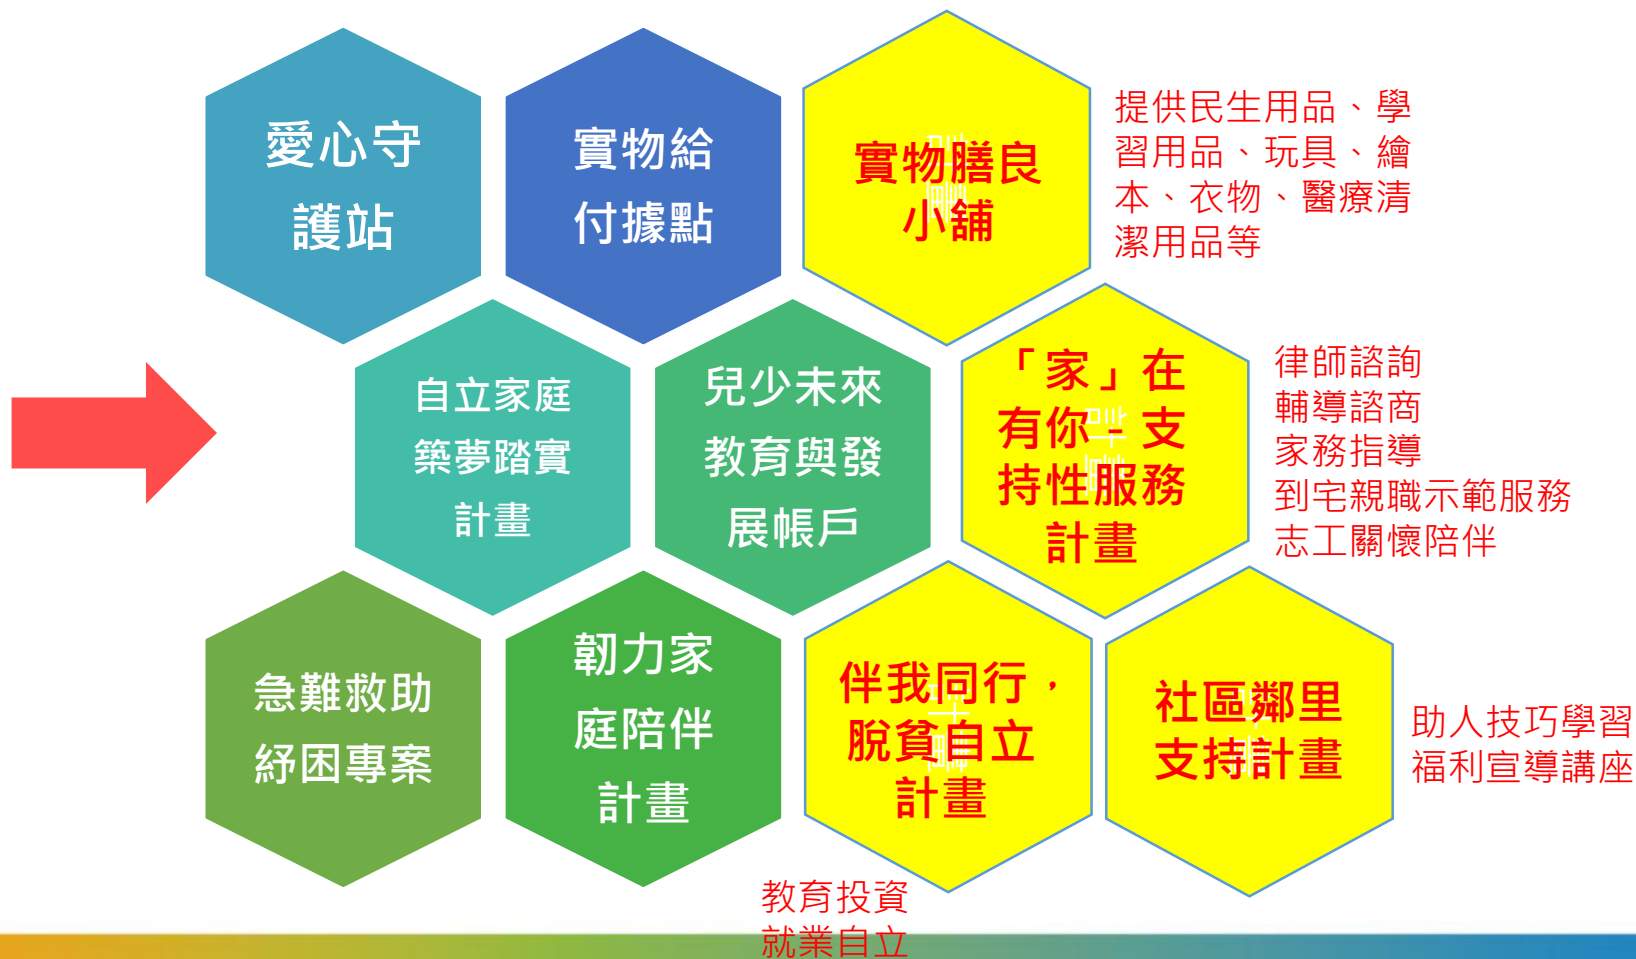 愛心守
護站
實物給
付據點
實物膳良
小舖
提供民生用品、學
習用品、玩具、繪
本、衣物、醫療清
潔用品等
自立家庭
築夢踏實
計畫
兒少未來
教育與發
展帳戶
「家」在
有你-支
持性服務
計畫
律師諮詢
輔導諮商
家務指導
到宅親職示範服務
志工關懷陪伴
急難救助
紓困專案
韌力家
庭陪伴
計畫
伴我同行，
脫貧自立
計畫
教育投資
就業自立
社區鄰里
支持計畫
助人技巧學習
福利宣導講座